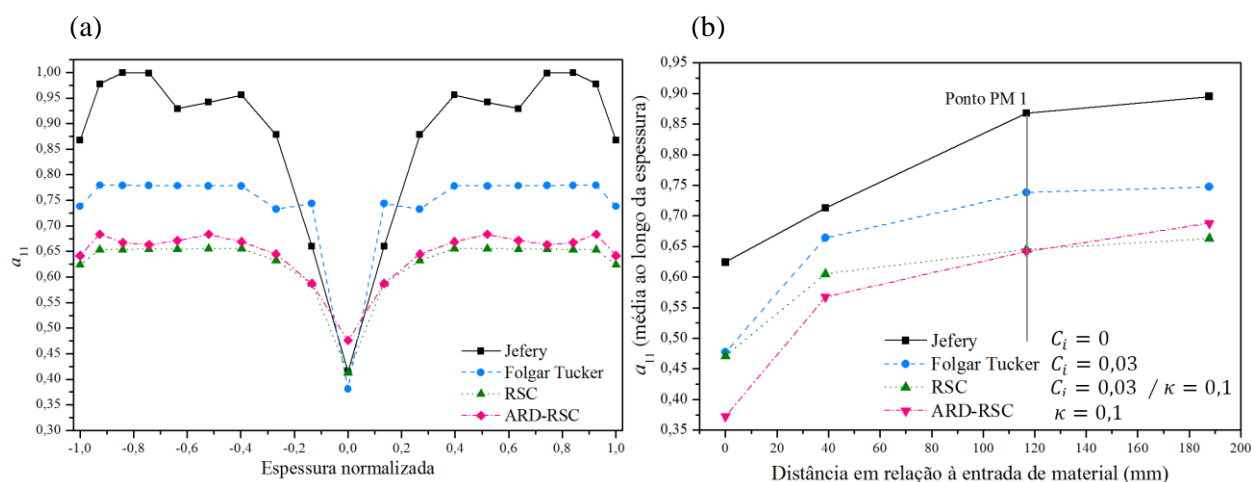 (a)
(b)
1,00
0,95
0,90
0,85
0,80
0,75
0,70
0,65
0,60
0,55
0,50
0,45
0,40
0,35
0,30
a11
-1,0 -0,8 -0,6 -0,4 -0,2 0,0 0,2 0,4 0,6 0,8 1,0
Espessura normalizada
Jefery
Folgar Tucker
RSC
ARD-RSC
0,95
0,90
0,85
0,80
0,75
0,70
0,65
0,60
0,55
0,50
0,45
0,40
0,35
a11 (média ao longo da espessura)
Ponto PM 1
Jefery Ci = 0
Folgar Tucker Ci = 0,03
RSC Ci = 0,03 / κ = 0,1
ARD-RSC κ = 0,1
0 20 40 60 80 100 120 140 160 180 200
Distância em relação à entrada de material (mm)